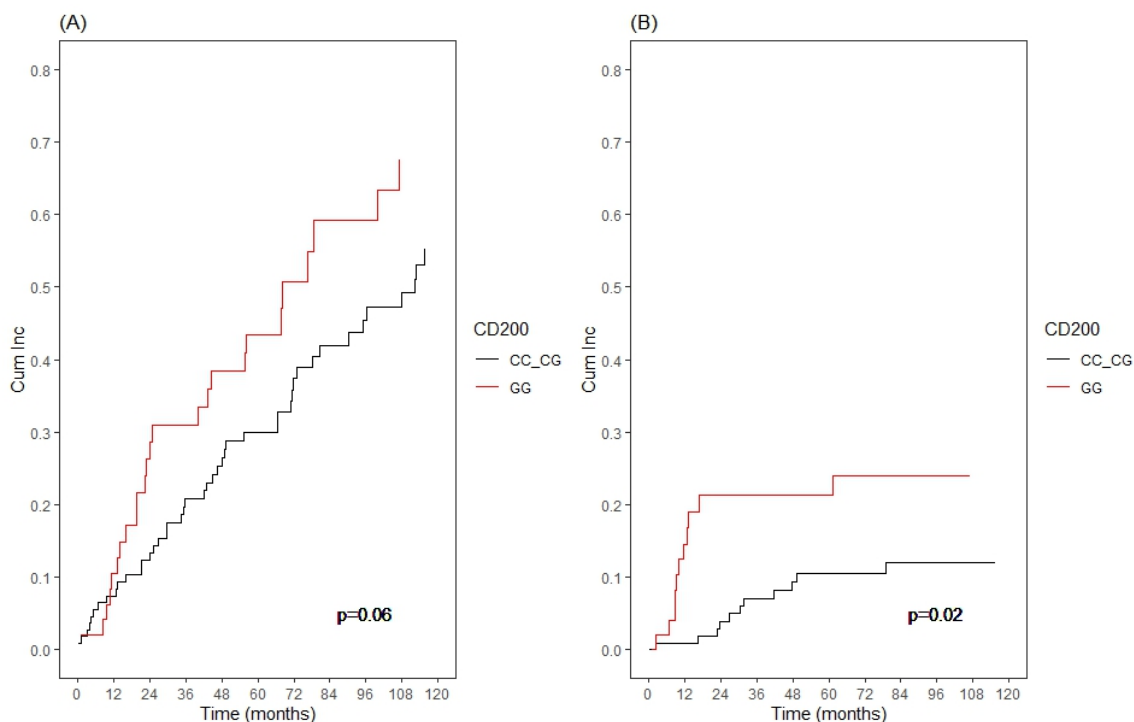 (A)
0.8
0.7
0.6
0.5
0.4
0.3
0.2
0.1
0.0
Cum Inc
0 12 24 36 48 60 72 84 96 108 120
Time (months)
p=0.06
CD200
CC_CG
GG
(B)
0.8
0.7
0.6
0.5
0.4
0.3
0.2
0.1
0.0
Cum Inc
0 12 24 36 48 60 72 84 96 108 120
Time (months)
p=0.02
CD200
CC_CG
GG